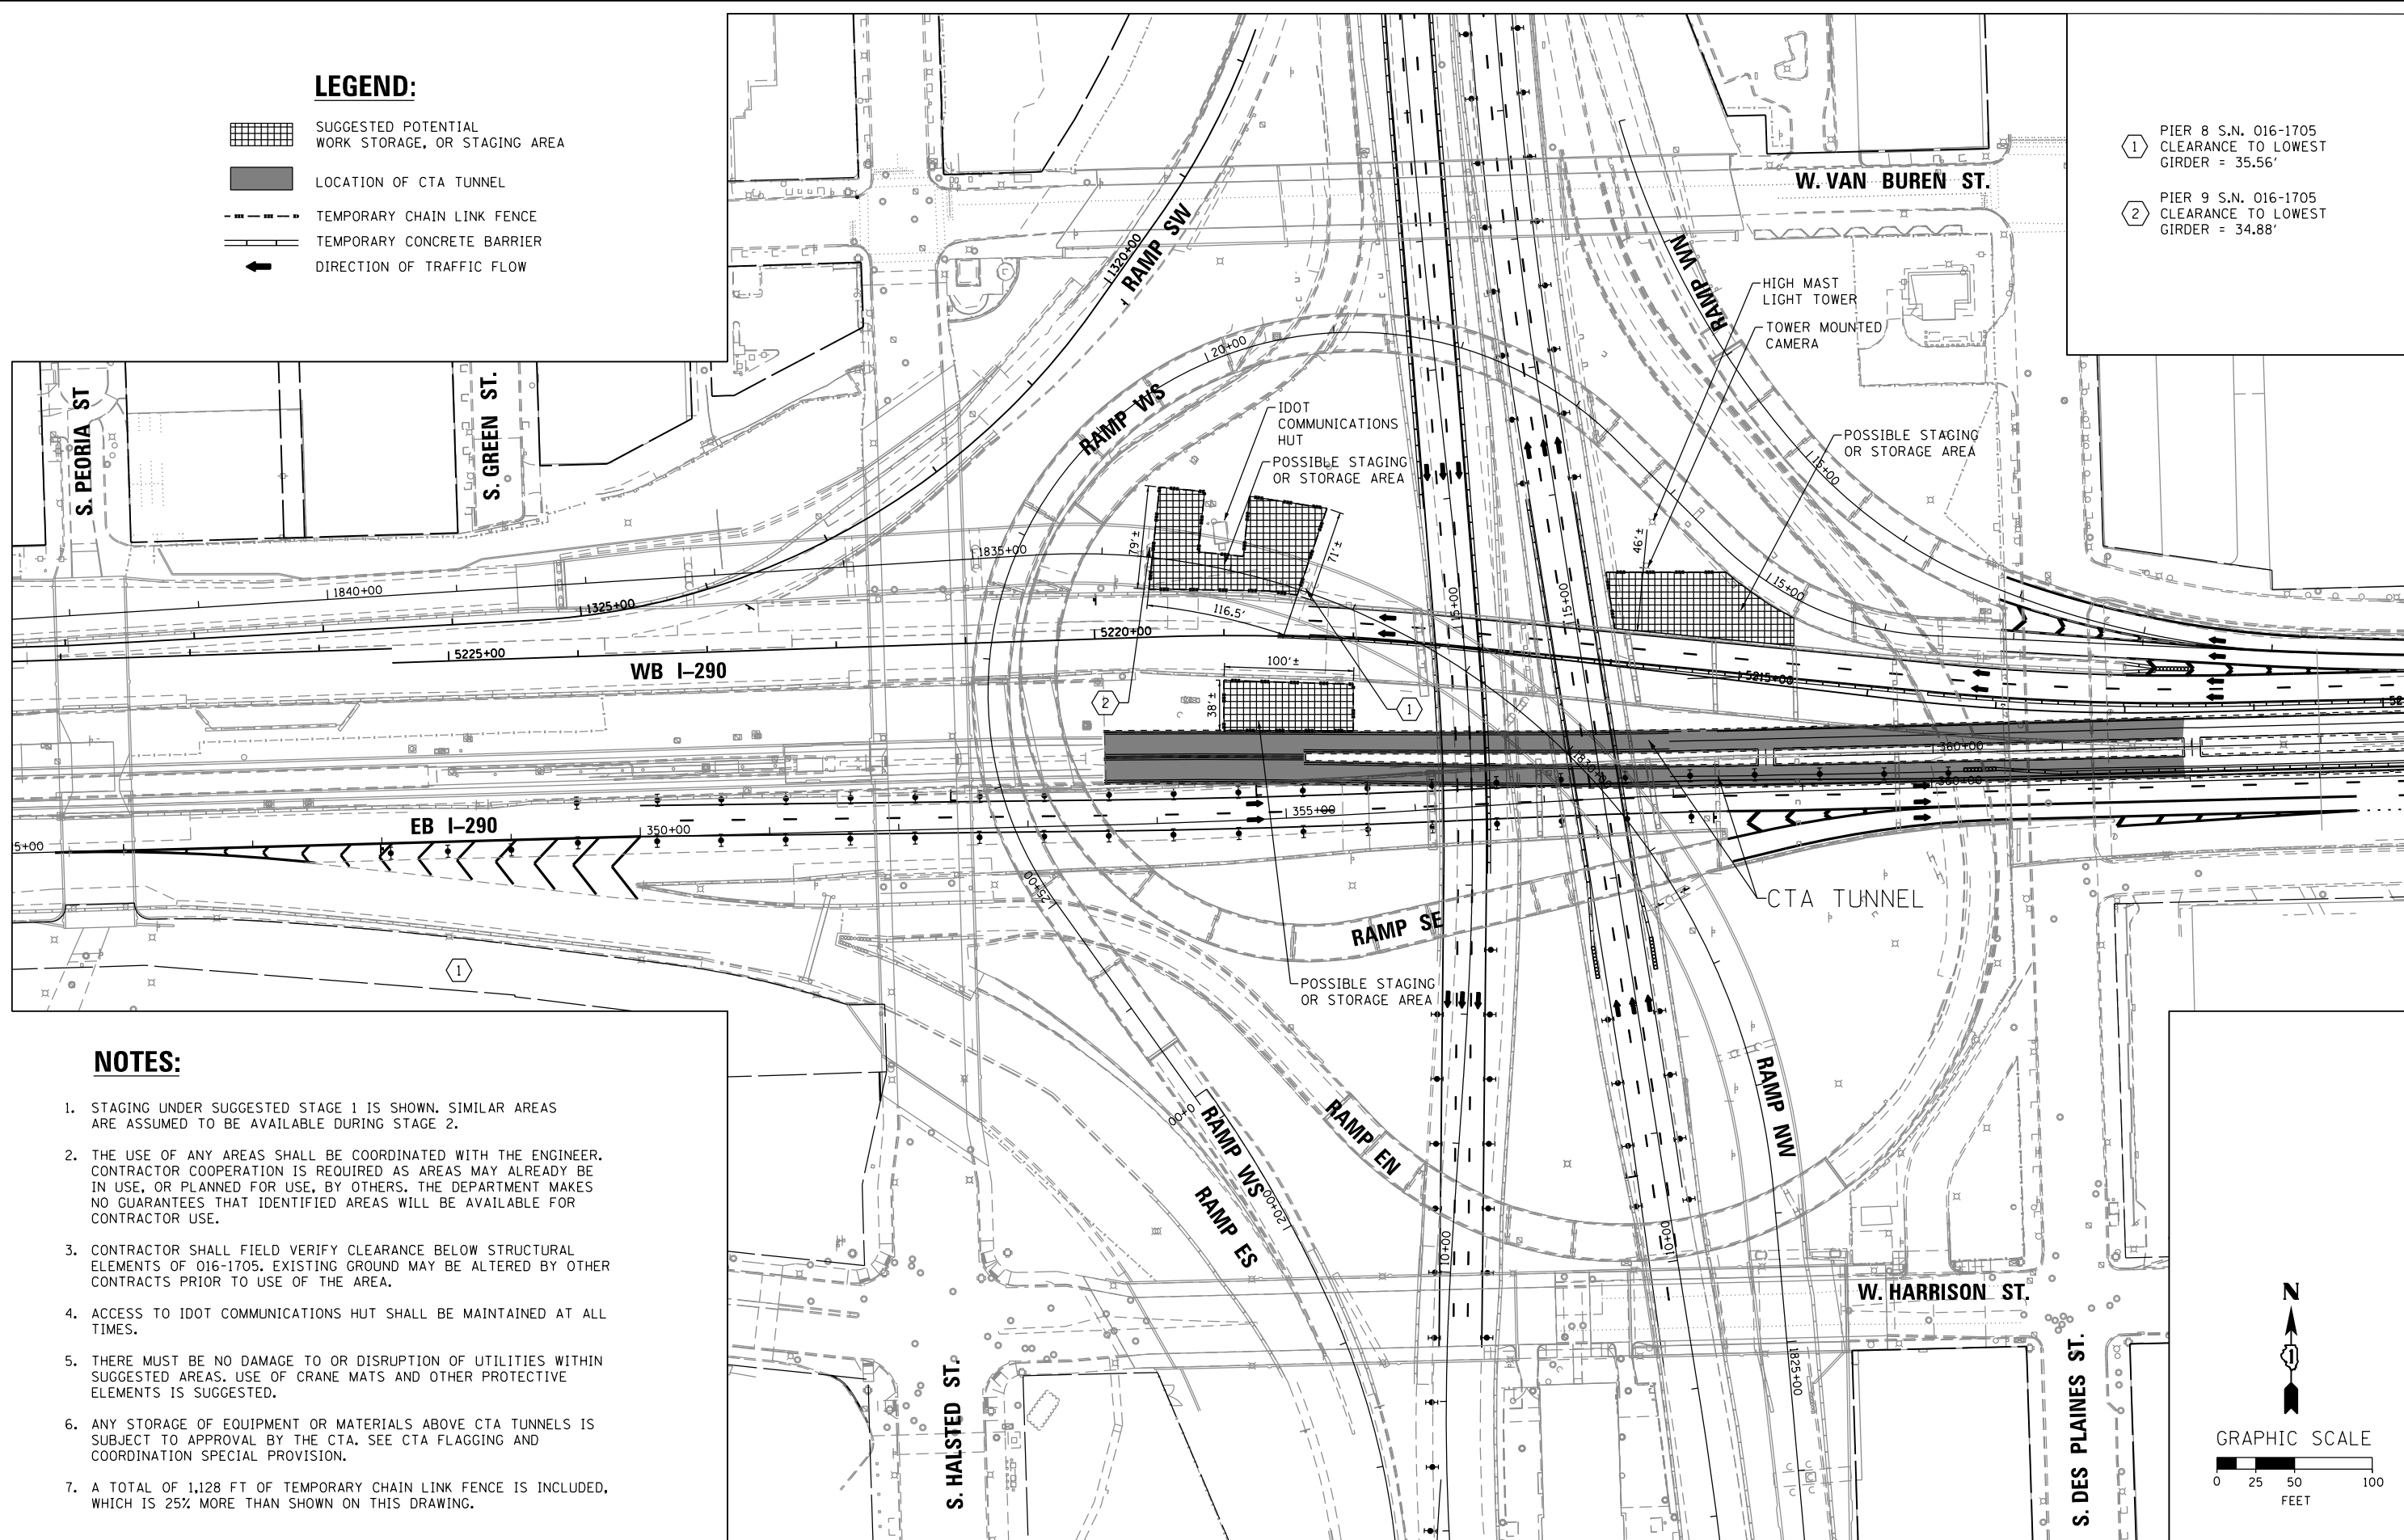 LEGEND:
SUGGESTED POTENTIAL
WORK STORAGE, OR STAGING AREA
LOCATION OF CTA TUNNEL
TEMPORARY CHAIN LINK FENCE
TEMPORARY CONCRETE BARRIER
DIRECTION OF TRAFFIC FLOW
1
PIER 8 S.N. 016-1705
CLEARANCE TO LOWEST
GIRDER = 35.56'
2
PIER 9 S.N. 016-1705
CLEARANCE TO LOWEST
GIRDER = 34.88'
W. VAN BUREN ST.
RAMP SW
1320+00
RAMP WN
HIGH MAST
LIGHT TOWER
TOWER MOUNTED
CAMERA
20+00
RAMP WS
S. PEORIA ST
S. GREEN ST.
IDOT
COMMUNICATIONS
HUT
POSSIBLE STAGING
OR STORAGE AREA
POSSIBLE STAGING
OR STORAGE AREA
15+00
79'±
71'±
46'±
1835+00
1840+00
1325+00
116.5'
15+00
15+00
15+00
5220+00
5225+00
WB I-290
100'±
38'±
5215+00
2
1
52
360+00
1830+00
360+00
EB I-290
350+00
355+00
5+00
25+00
CTA TUNNEL
RAMP SE
1
POSSIBLE STAGING
OR STORAGE AREA
NOTES:
1. STAGING UNDER SUGGESTED STAGE 1 IS SHOWN. SIMILAR AREAS
ARE ASSUMED TO BE AVAILABLE DURING STAGE 2.
2. THE USE OF ANY AREAS SHALL BE COORDINATED WITH THE ENGINEER.
CONTRACTOR COOPERATION IS REQUIRED AS AREAS MAY ALREADY BE
IN USE, OR PLANNED FOR USE, BY OTHERS. THE DEPARTMENT MAKES
NO GUARANTEES THAT IDENTIFIED AREAS WILL BE AVAILABLE FOR
CONTRACTOR USE.
3. CONTRACTOR SHALL FIELD VERIFY CLEARANCE BELOW STRUCTURAL
ELEMENTS OF 016-1705. EXISTING GROUND MAY BE ALTERED BY OTHER
CONTRACTS PRIOR TO USE OF THE AREA.
4. ACCESS TO IDOT COMMUNICATIONS HUT SHALL BE MAINTAINED AT ALL
TIMES.
5. THERE MUST BE NO DAMAGE TO OR DISRUPTION OF UTILITIES WITHIN
SUGGESTED AREAS. USE OF CRANE MATS AND OTHER PROTECTIVE
ELEMENTS IS SUGGESTED.
6. ANY STORAGE OF EQUIPMENT OR MATERIALS ABOVE CTA TUNNELS IS
SUBJECT TO APPROVAL BY THE CTA. SEE CTA FLAGGING AND
COORDINATION SPECIAL PROVISION.
7. A TOTAL OF 1,128 FT OF TEMPORARY CHAIN LINK FENCE IS INCLUDED,
WHICH IS 25% MORE THAN SHOWN ON THIS DRAWING.
0+00
RAMP WS
20+00
RAMP ES
RAMP EN
RAMP NW
10+00
10+00
1825+00
W. HARRISON ST.
S. HALSTED ST.
S. DES PLAINES ST.
N
GRAPHIC SCALE
0 25 50 100
FEET